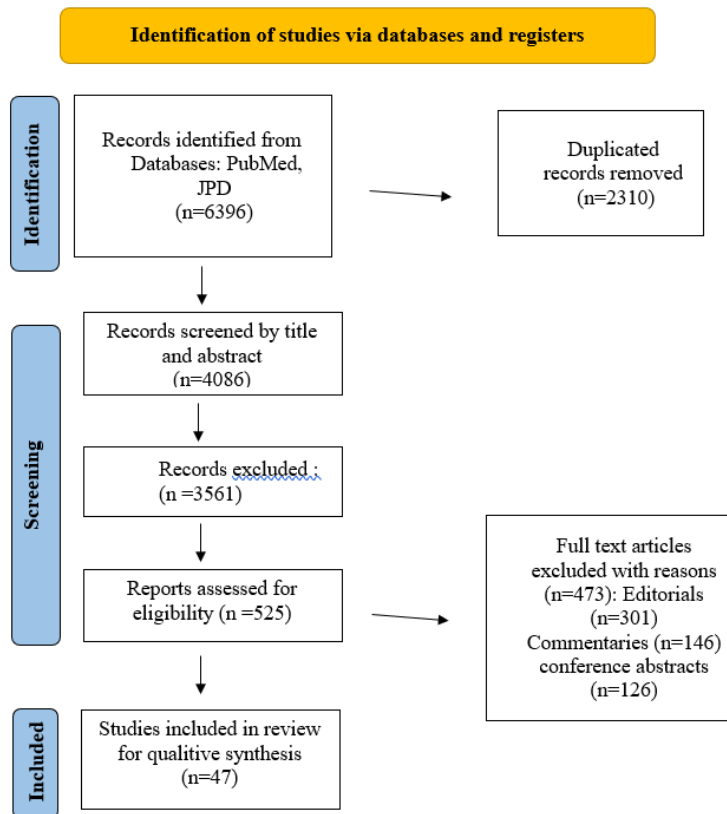 Identification of studies via databases and registers
Identification
Records identified from
Databases: PubMed,
JPD
(n=6396)
Duplicated
records removed
(n=2310)
Screening
Records screened by title
and abstract
(n=4086)
Records excluded :
(n =3561)
Reports assessed for
eligibility (n =525)
Full text articles
excluded with reasons
(n=473): Editorials
(n=301)
Commentaries (n=146)
conference abstracts
(n=126)
Included
Studies included in review
for qualitive synthesis
(n=47)